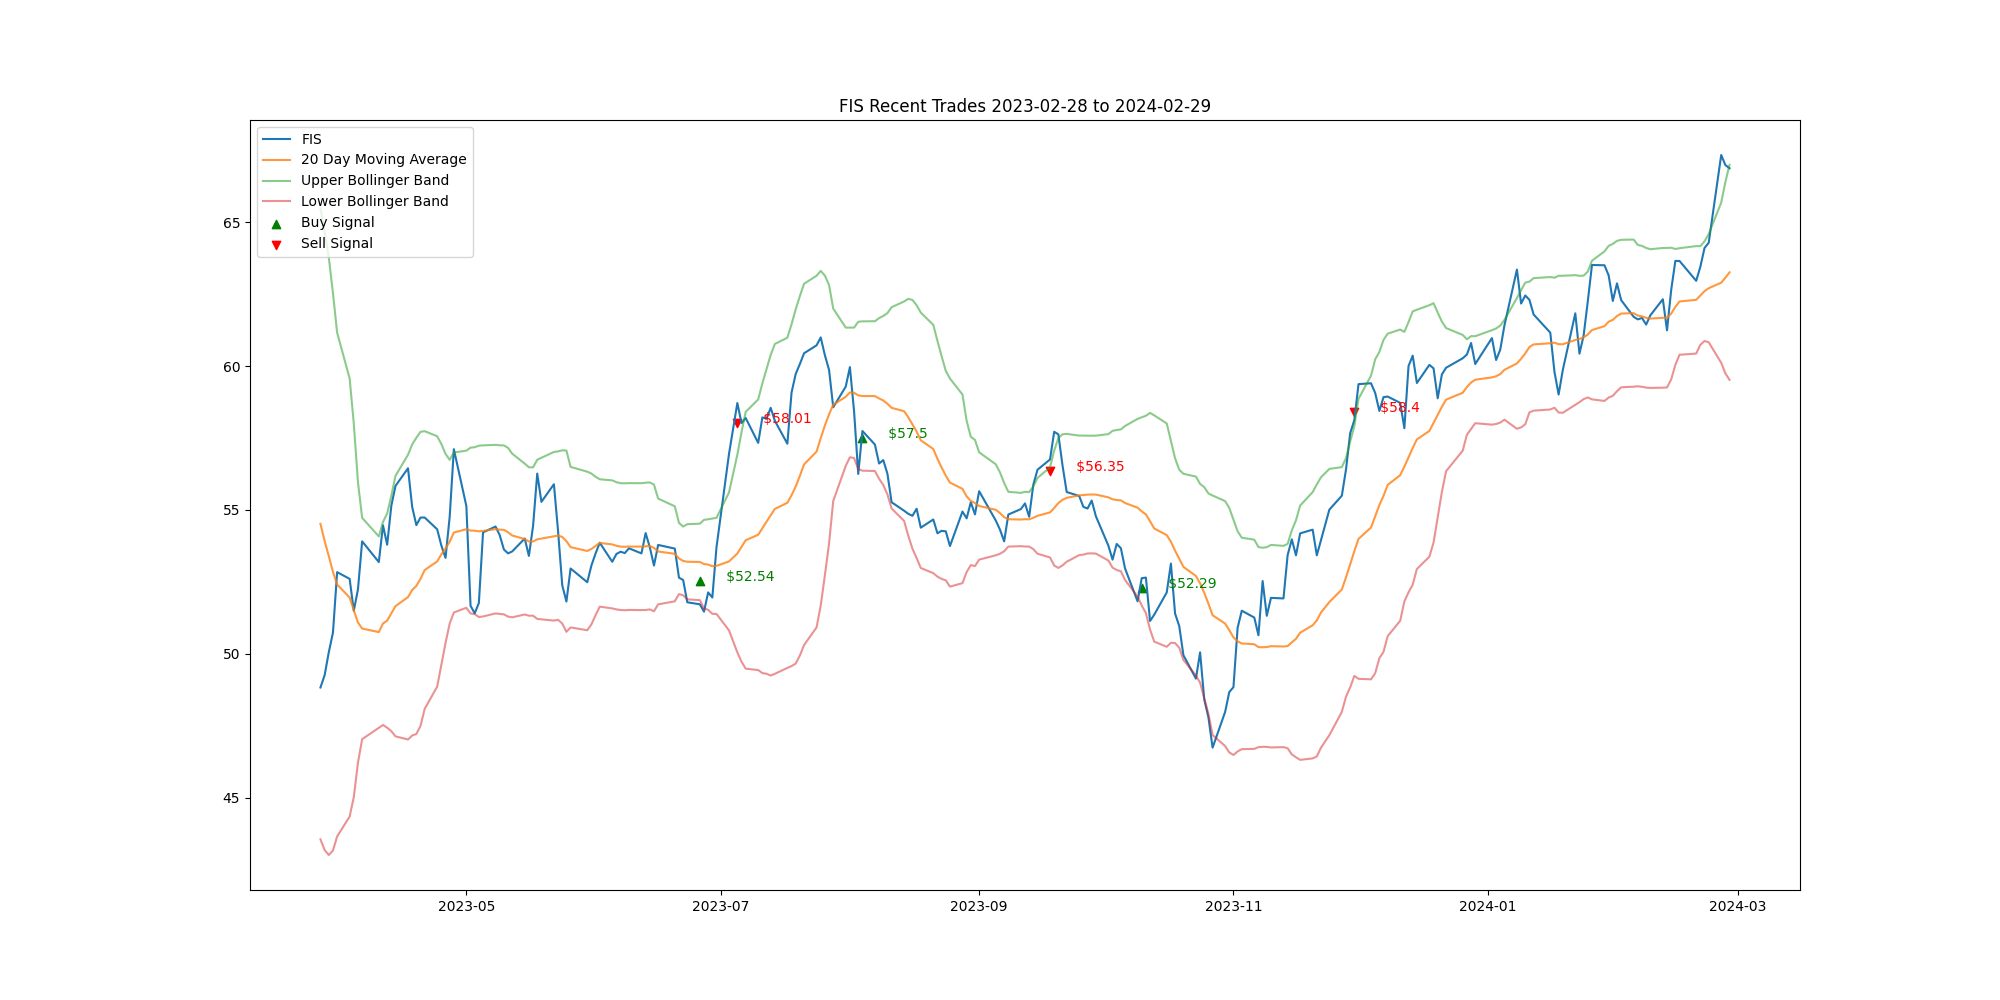 FIS Recent Trades 2023-02-28 to 2024-02-29
FIS
20 Day Moving Average
Upper Bollinger Band
Lower Bollinger Band
Buy Signal
Sell Signal
65
60
55
50
45
$58.01
$57.5
$58.4
$56.35
$52.54
$52.29
2023-05
2023-07
2023-09
2023-11
2024-01
2024-03